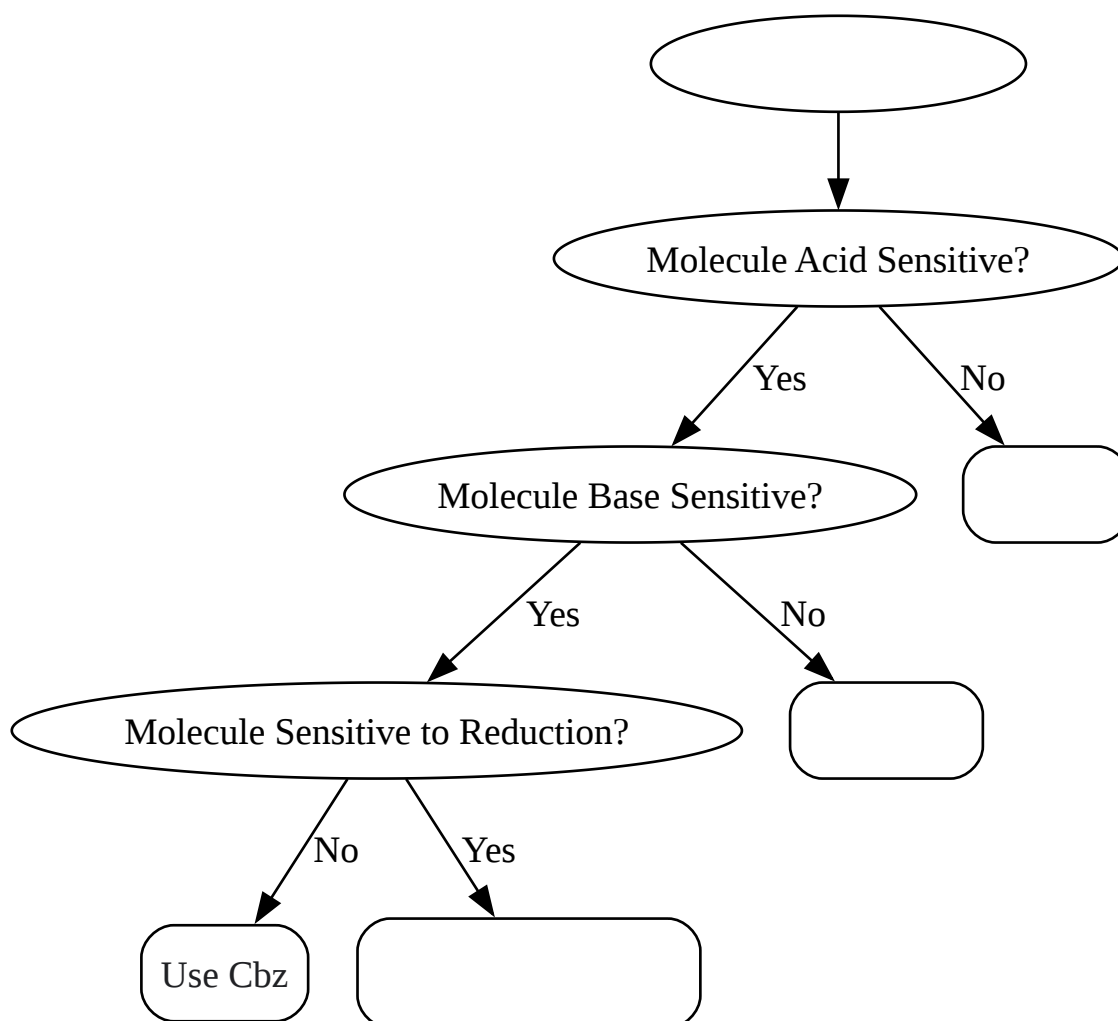 Molecule Acid Sensitive?
Yes
No
Molecule Base Sensitive?
Yes
No
Molecule Sensitive to Reduction?
No
Yes
Use Cbz